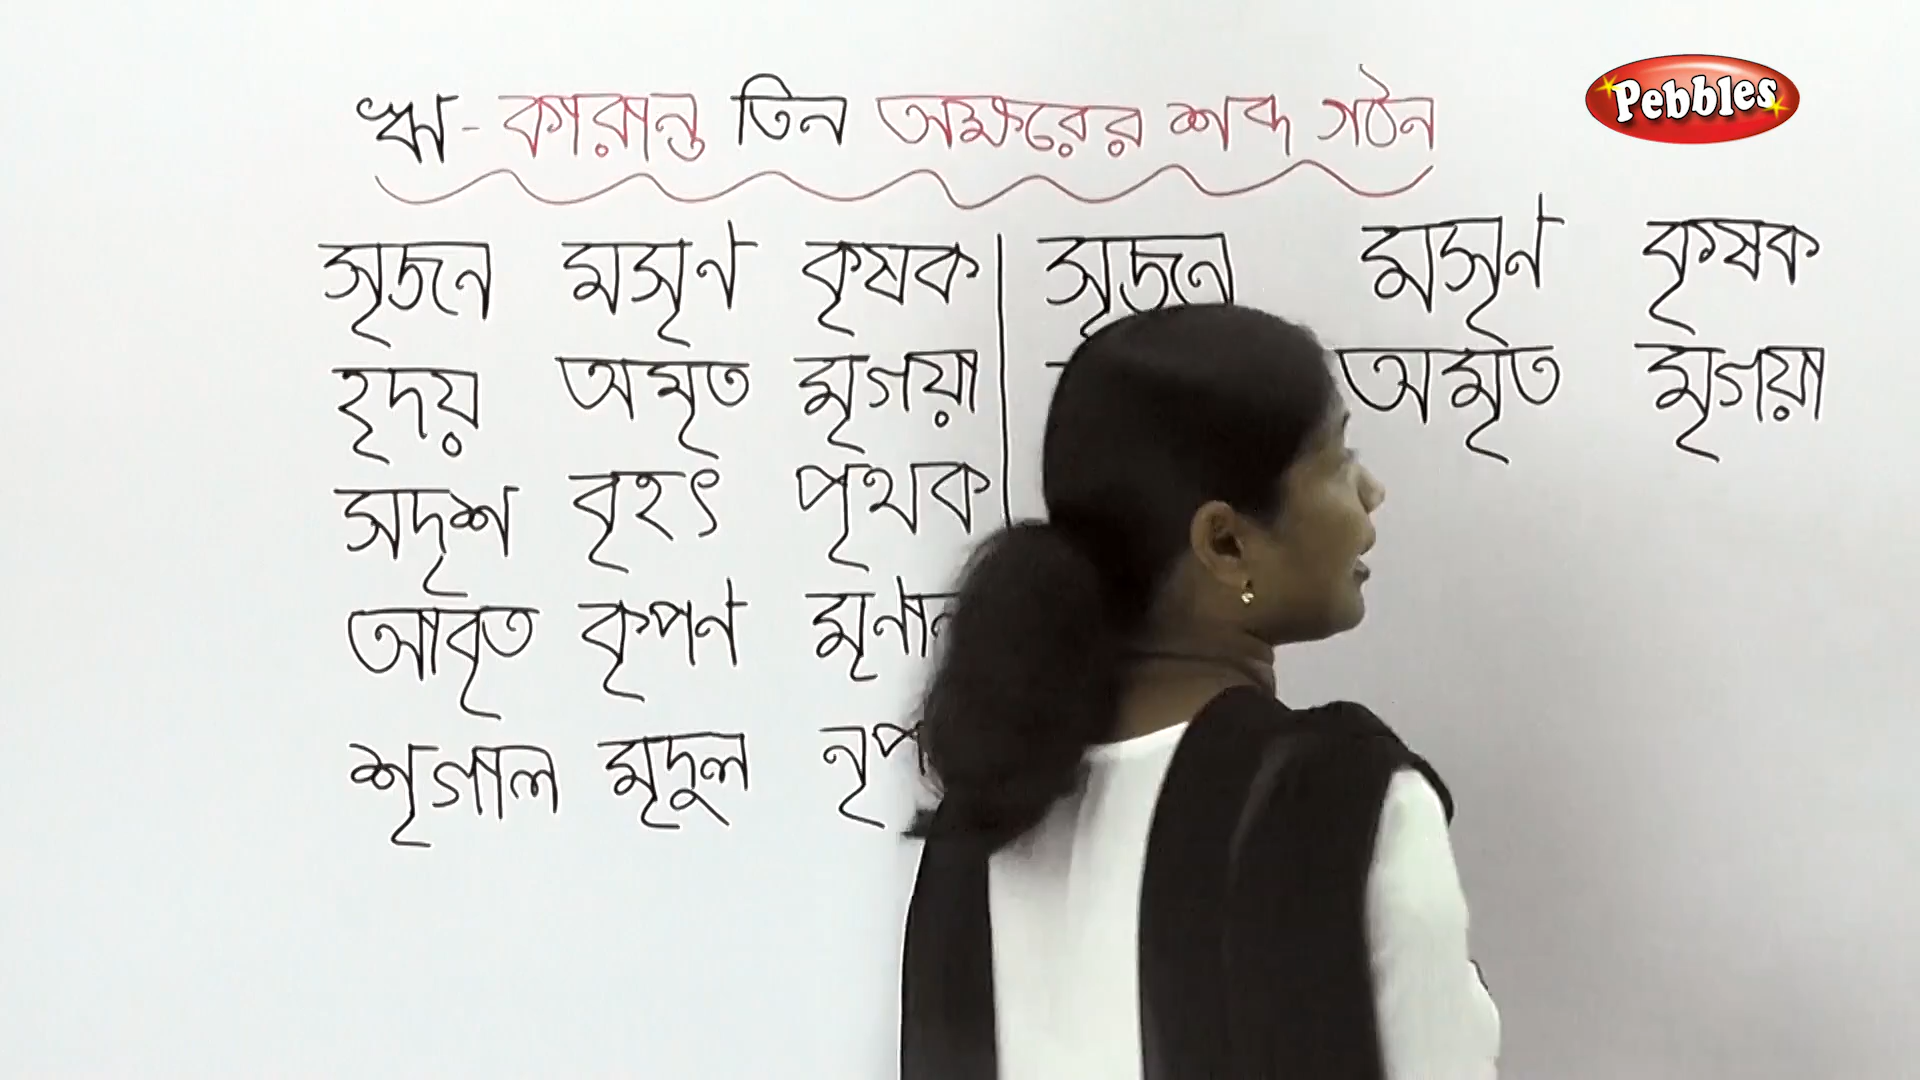 Pebbles
ঋ - কারান্ত তিন অক্ষরের শব্দ গঠন
সৃজন মসৃণ কৃষক
হৃদয় অমৃত মৃগয়া
সদৃশ বৃহৎ পৃথক
আবৃত কৃপণ
শৃগাল মৃদুল
সৃজন মসৃণ কৃষক
অমৃত মৃগয়া